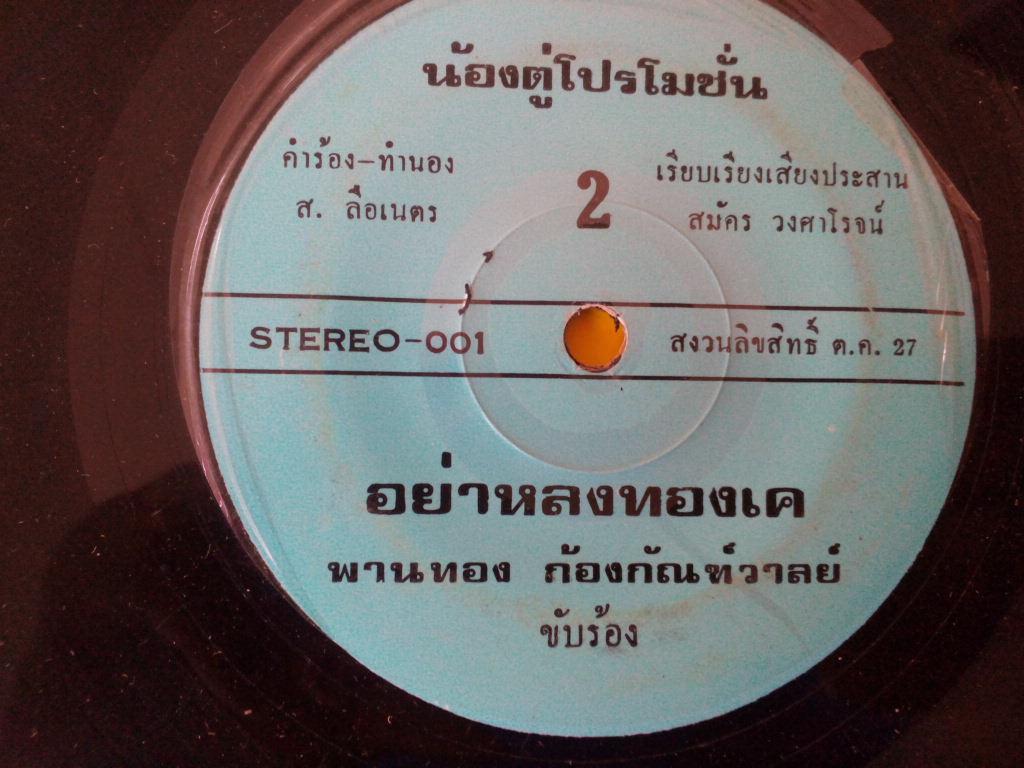 น้องตู่โปรโมชั่น
คำร้อง-ทำนอง
ส. ลือเนตร
2
เรียบเรียงเสียงประสาน
สมัคร วงศาโรจน์
STEREO-001
สงวนลิขสิทธิ์ ต.ค. 27
อย่าหลงทองเค
พานทอง ก้องกัณฑ์วาลย์
ขับร้อง